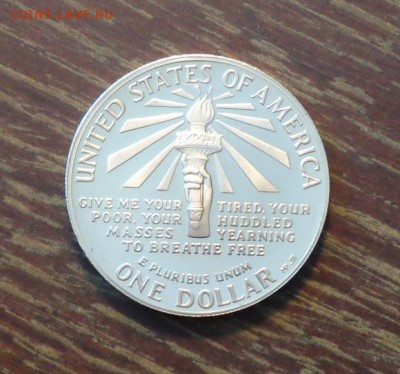 coins.lave.ru
UNITED STATES OF AMERICA
GIVE ME YOUR TIRED, YOUR
POOR, YOUR HUDDLED
MASSES YEARNING
TO BREATHE FREE
E PLURIBUS UNUM
ONE DOLLAR